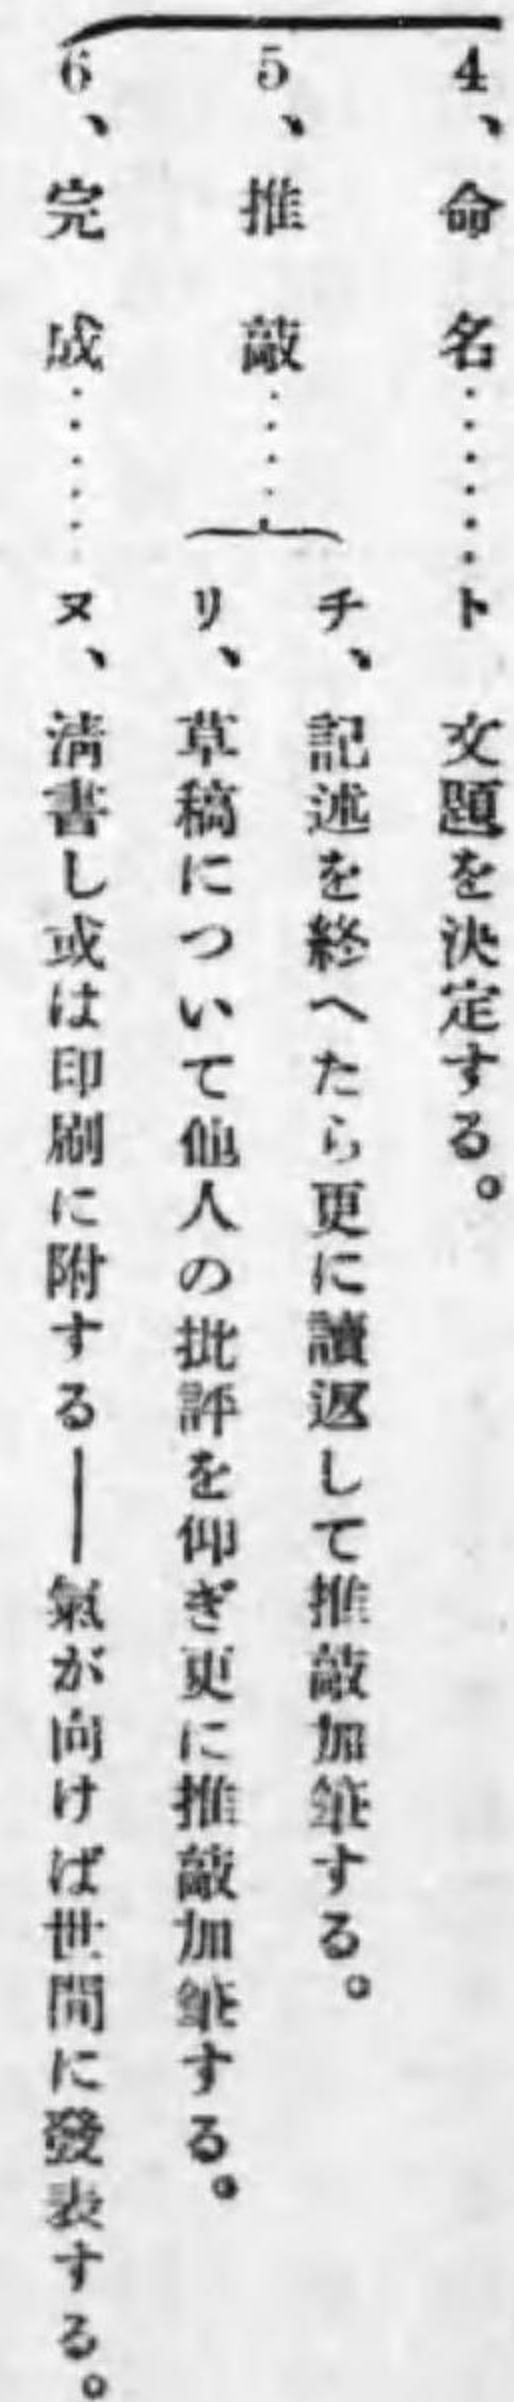 4、命名……ト 文題を決定する。
5、推敲……
チ、記述を終へたら更に讀返して推敲加筆する。
リ、草稿について他人の批評を仰ぎ更に推敲加筆する。
6、完成……ヌ、淸書し或は印刷に附する——氣が向けば世間に發表する。